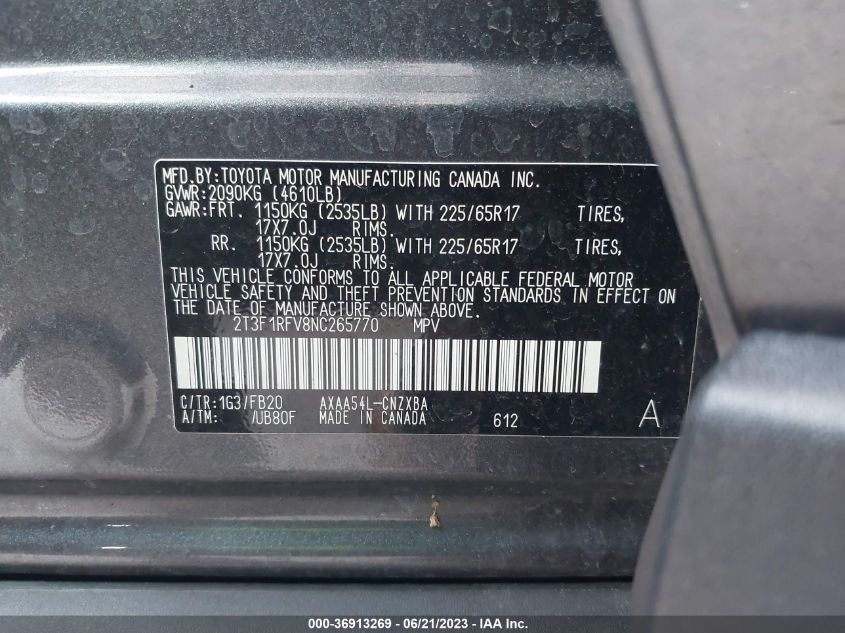 MFD.BY:TOYOTA MOTOR MANUFACTURING CANADA INC.
GVWR:2090KG (4610LB)
GAWR:FRT. 1150KG (2535LB) WITH 225/65R17 TIRES,
17X7.0J RIMS.
RR. 1150KG (2535LB) WITH 225/65R17 TIRES,
17X7.0J RIMS.
THIS VEHICLE CONFORMS TO ALL APPLICABLE FEDERAL MOTOR
VEHICLE SAFETY AND THEFT PREVENTION STANDARDS IN EFFECT ON
THE DATE OF MANUFACTURE SHOWN ABOVE.
2T3F1RFV8NC265770 MPV
C/TR:1G3/FB20 AXAA54L-CNZXBA
A/TM: /UB80F MADE IN CANADA 612 A
000-36913269 - 06/21/2023 - IAA Inc.